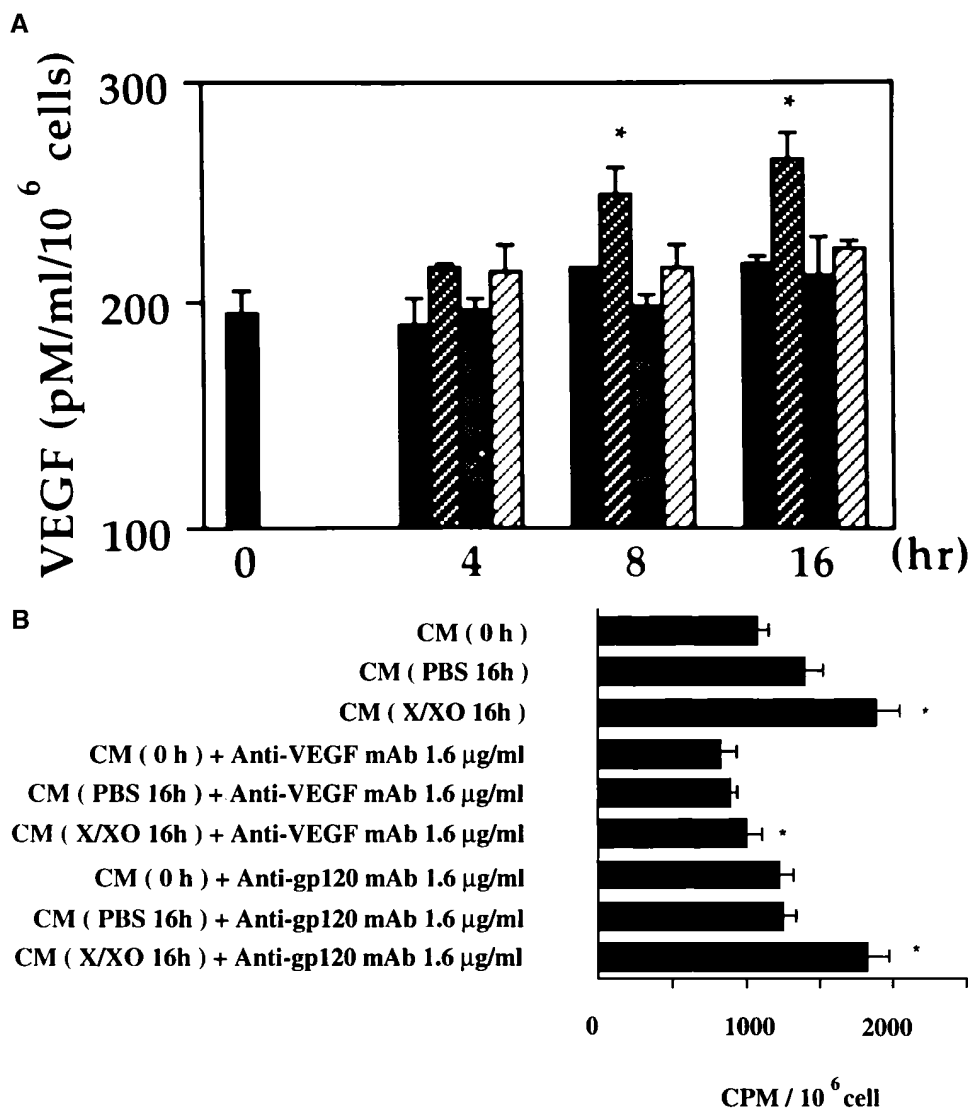 A
VEGF (pM/ml/10 6 cells)
300
200
100
*
*
0 4 8 16 (hr)
B
CM ( 0 h )
CM ( PBS 16h )
CM ( X/XO 16h) *
CM ( 0 h ) + Anti-VEGF mAb 1.6 µg/ml
CM ( PBS 16h ) + Anti-VEGF mAb 1.6 µg/ml
CM ( X/XO 16h ) + Anti-VEGF mAb 1.6 µg/ml *
CM ( 0 h ) + Anti-gp120 mAb 1.6 µg/ml
CM ( PBS 16h ) + Anti-gp120 mAb 1.6 µg/ml
CM ( X/XO 16h ) + Anti-gp120 mAb 1.6 µg/ml *
0 1000 2000
CPM / 10 6 cell